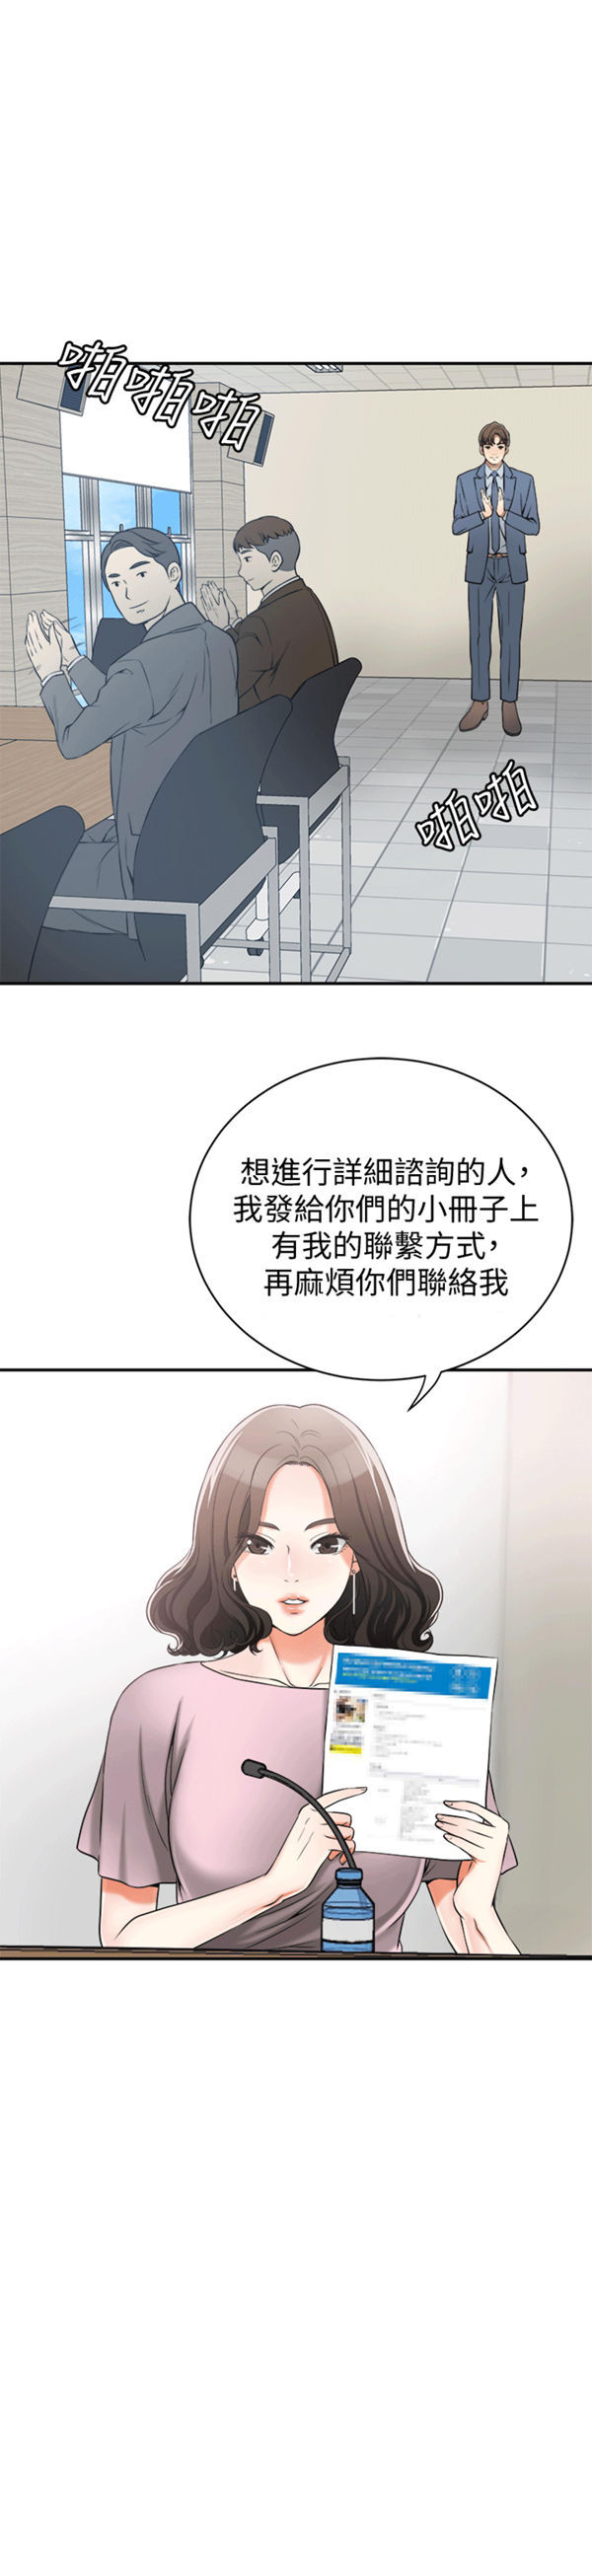 啪啪啪
啪啪
想進行詳細諮詢的人，
我發給你們的小冊子上
有我的聯繫方式，
再麻煩你們聯絡我